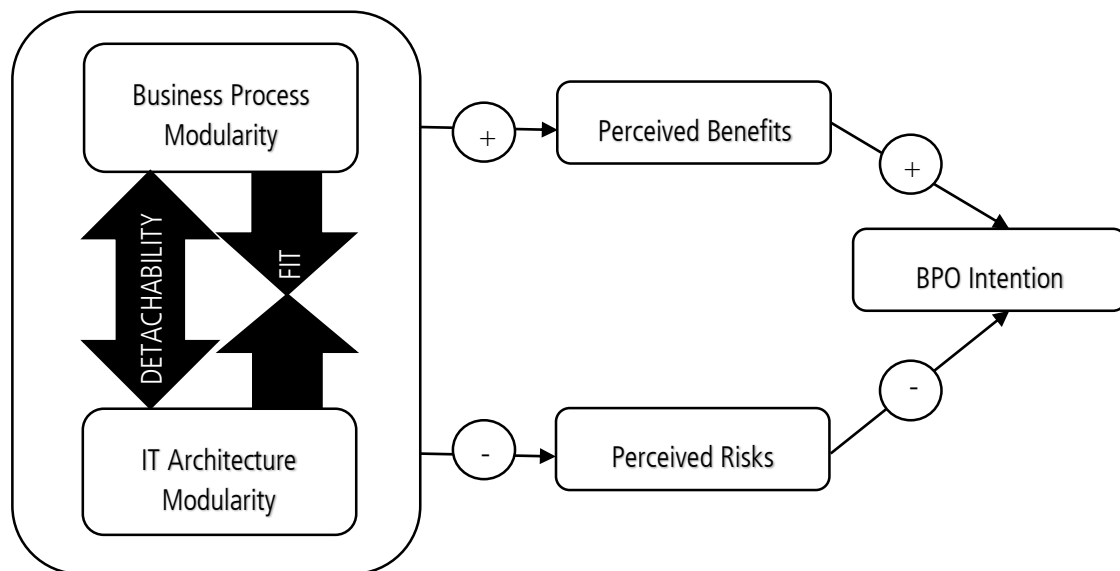 Business Process
Modularity
+
Perceived Benefits
+
DETACHABILITY
FIT
BPO Intention
IT Architecture
Modularity
-
Perceived Risks
-